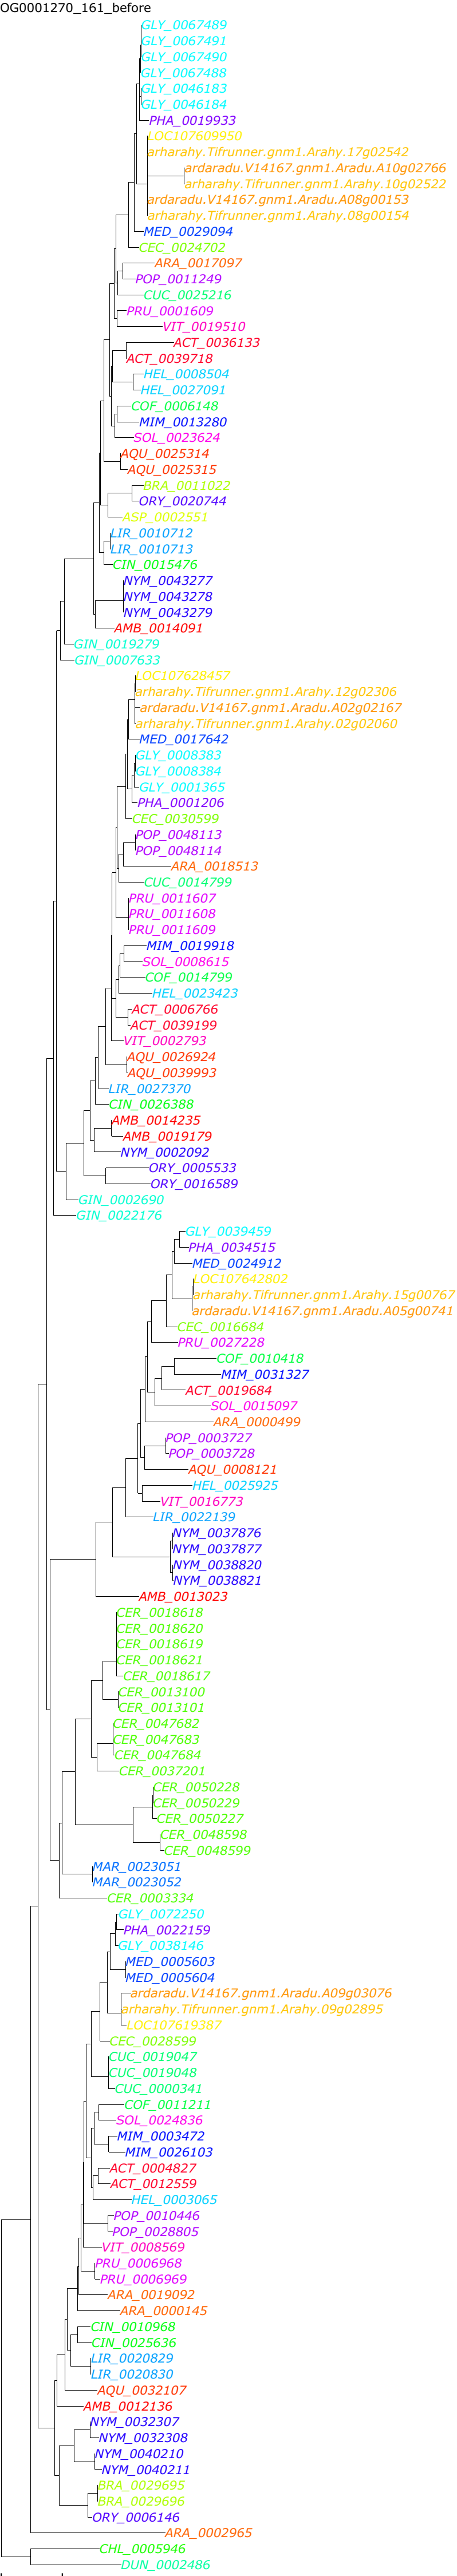 OG0001270_161_before
GLY_0067489
GLY_0067491
GLY_0067490
GLY_0067488
GLY_0046183
GLY_0046184
PHA_0019933
LOC107609950
arharahy.Tifrunner.gnm1.Arahy.17g02542
ardaradu.V14167.gnm1.Aradu.A10g02766
arharahy.Tifrunner.gnm1.Arahy.10g02522
ardaradu.V14167.gnm1.Aradu.A08g00153
arharahy.Tifrunner.gnm1.Arahy.08g00154
MED_0029094
CEC_0024702
ARA_0017097
POP_0011249
CUC_0025216
PRU_0001609
VIT_0019510
ACT_0036133
ACT_0039718
HEL_0008504
HEL_0027091
COF_0006148
MIM_0013280
SOL_0023624
AQU_0025314
AQU_0025315
BRA_0011022
ORY_0020744
ASP_0002551
LIR_0010712
LIR_0010713
CIN_0015476
NYM_0043277
NYM_0043278
NYM_0043279
AMB_0014091
GIN_0019279
GIN_0007633
LOC107628457
arharahy.Tifrunner.gnm1.Arahy.12g02306
ardaradu.V14167.gnm1.Aradu.A02g02167
arharahy.Tifrunner.gnm1.Arahy.02g02060
MED_0017642
GLY_0008383
GLY_0008384
GLY_0001365
PHA_0001206
CEC_0030599
POP_0048113
POP_0048114
ARA_0018513
CUC_0014799
PRU_0011607
PRU_0011608
PRU_0011609
MIM_0019918
SOL_0008615
COF_0014799
HEL_0023423
ACT_0006766
ACT_0039199
VIT_0002793
AQU_0026924
AQU_0039993
LIR_0027370
CIN_0026388
AMB_0014235
AMB_0019179
NYM_0002092
ORY_0005533
ORY_0016589
GIN_0002690
GIN_0022176
GLY_0039459
PHA_0034515
MED_0024912
LOC107642802
arharahy.Tifrunner.gnm1.Arahy.15g00767
ardaradu.V14167.gnm1.Aradu.A05g00741
CEC_0016684
PRU_0027228
COF_0010418
MIM_0031327
ACT_0019684
SOL_0015097
ARA_0000499
POP_0003727
POP_0003728
AQU_0008121
HEL_0025925
VIT_0016773
LIR_0022139
NYM_0037876
NYM_0037877
NYM_0038820
NYM_0038821
AMB_0013023
CER_0018618
CER_0018620
CER_0018619
CER_0018621
CER_0018617
CER_0013100
CER_0013101
CER_0047682
CER_0047683
CER_0047684
CER_0037201
CER_0050228
CER_0050229
CER_0050227
CER_0048598
CER_0048599
MAR_0023051
MAR_0023052
CER_0003334
GLY_0072250
PHA_0022159
GLY_0038146
MED_0005603
MED_0005604
ardaradu.V14167.gnm1.Aradu.A09g03076
arharahy.Tifrunner.gnm1.Arahy.09g02895
LOC107619387
CEC_0028599
CUC_0019047
CUC_0019048
CUC_0000341
COF_0011211
SOL_0024836
MIM_0003472
MIM_0026103
ACT_0004827
ACT_0012559
HEL_0003065
POP_0010446
POP_0028805
VIT_0008569
PRU_0006968
PRU_0006969
ARA_0019092
ARA_0000145
CIN_0010968
CIN_0025636
LIR_0020829
LIR_0020830
AQU_0032107
AMB_0012136
NYM_0032307
NYM_0032308
NYM_0040210
NYM_0040211
BRA_0029695
BRA_0029696
ORY_0006146
ARA_0002965
CHL_0005946
DUN_0002486